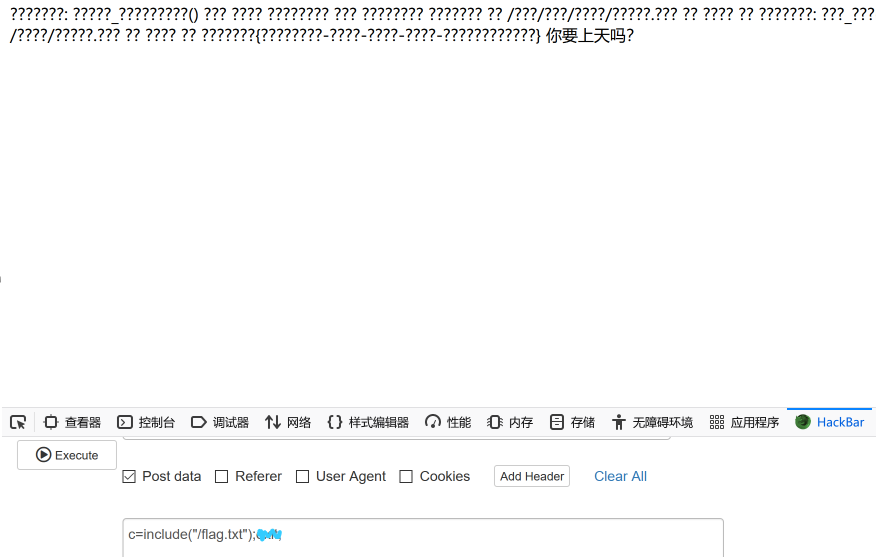 ???????: ?????_?????????() ??? ???? ???????? ??? ???????? ??????? ?? /???/???/????/?????.??? ?? ???? ?? ???????: ???_???
/????/?????.??? ?? ???? ?? ???????{????????-????-????-????-????????????} 你要上天吗?
查看器 控制台 调试器 网络 {} 样式编辑器 性能 内存 存储 无障碍环境 应用程序 HackBar
Execute
Post data Referer User Agent Cookies Add Header Clear All
c=include("/flag.txt");